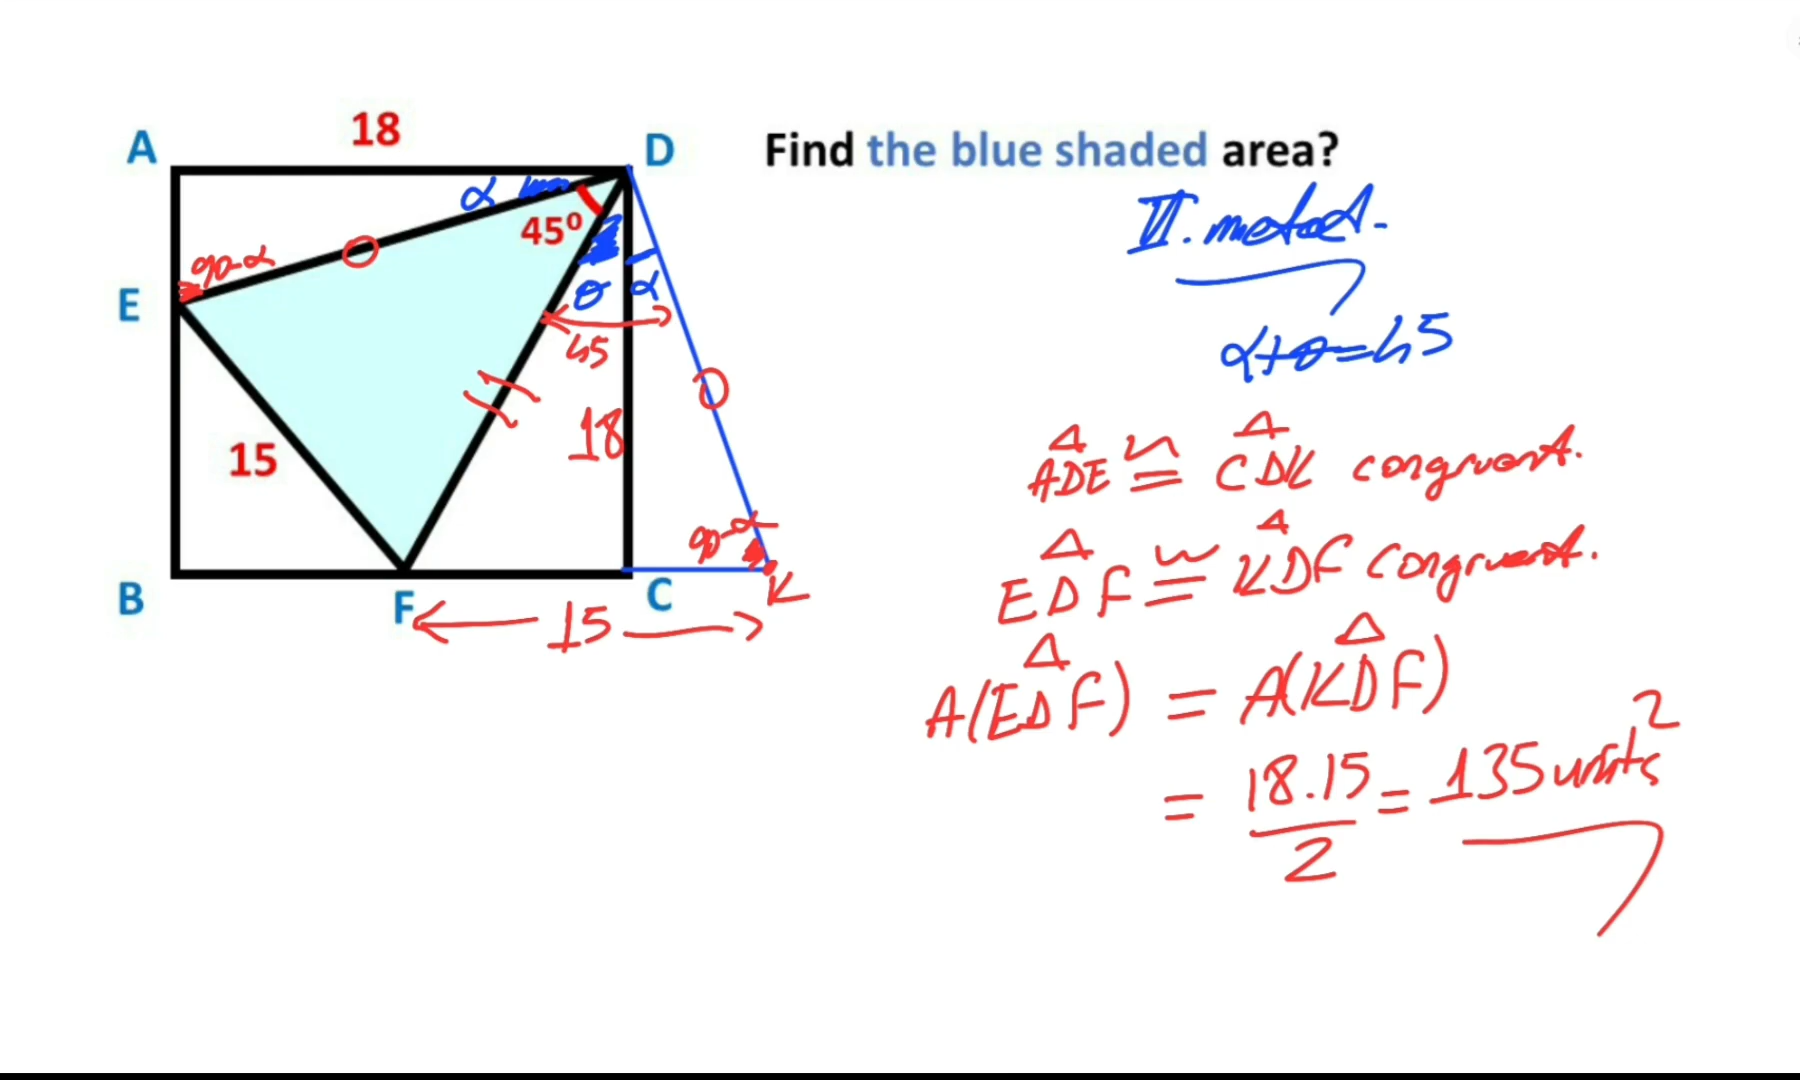 18
A
D
Find the blue shaded area?
II. metod.
α
45⁰
90-α
E
θ α
45
α+θ=45
18
15
ADE ≅ CDK congruent.
90-α
EDF ≅ KDF congruent.
B
F
C
K
15
A(EDF) = A(KDF)
= 18.15/2 = 135 units²